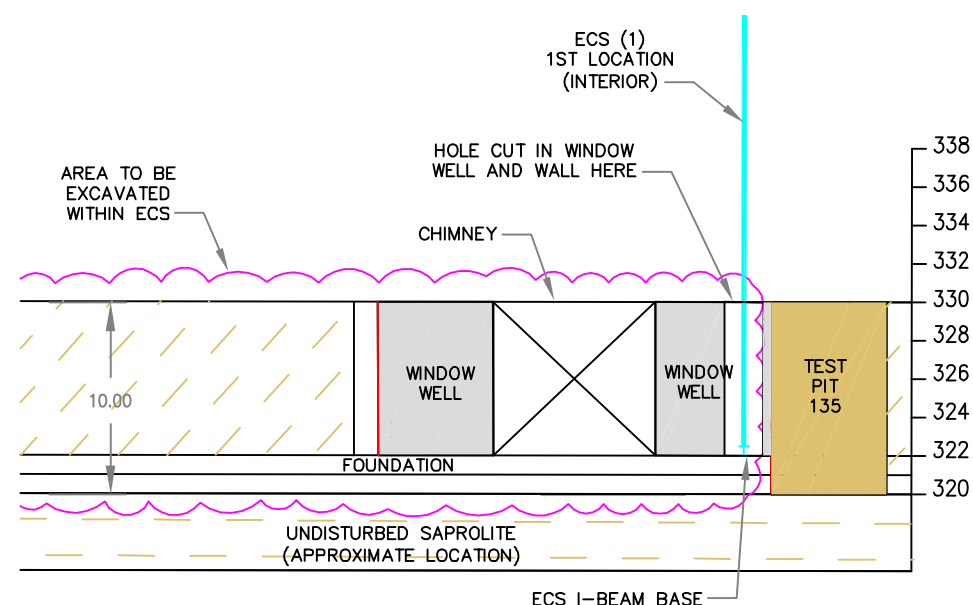 ECS (1)
1ST LOCATION
(INTERIOR)
HOLE CUT IN WINDOW
WELL AND WALL HERE
AREA TO BE
EXCAVATED
WITHIN ECS
CHIMNEY
338
336
334
332
330
328
326
324
322
320
10.00
WINDOW
WELL
WINDOW
WELL
TEST
PIT
135
FOUNDATION
UNDISTURBED SAPROLITE
(APPROXIMATE LOCATION)
ECS I-BEAM BASE